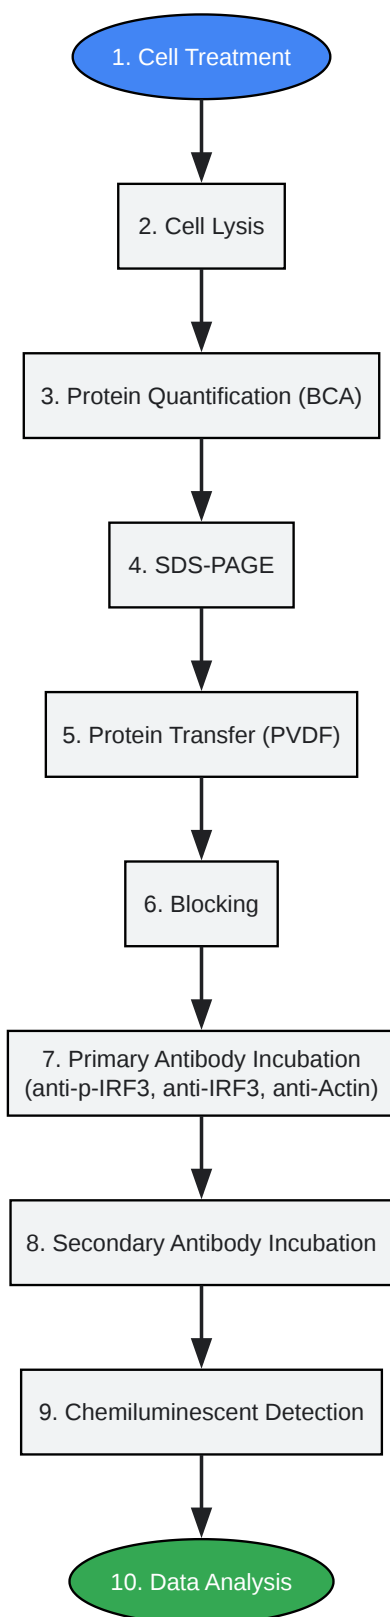 1. Cell Treatment
2. Cell Lysis
3. Protein Quantification (BCA)
4. SDS-PAGE
5. Protein Transfer (PVDF)
6. Blocking
7. Primary Antibody Incubation
(anti-p-IRF3, anti-IRF3, anti-Actin)
8. Secondary Antibody Incubation
9. Chemiluminescent Detection
10. Data Analysis